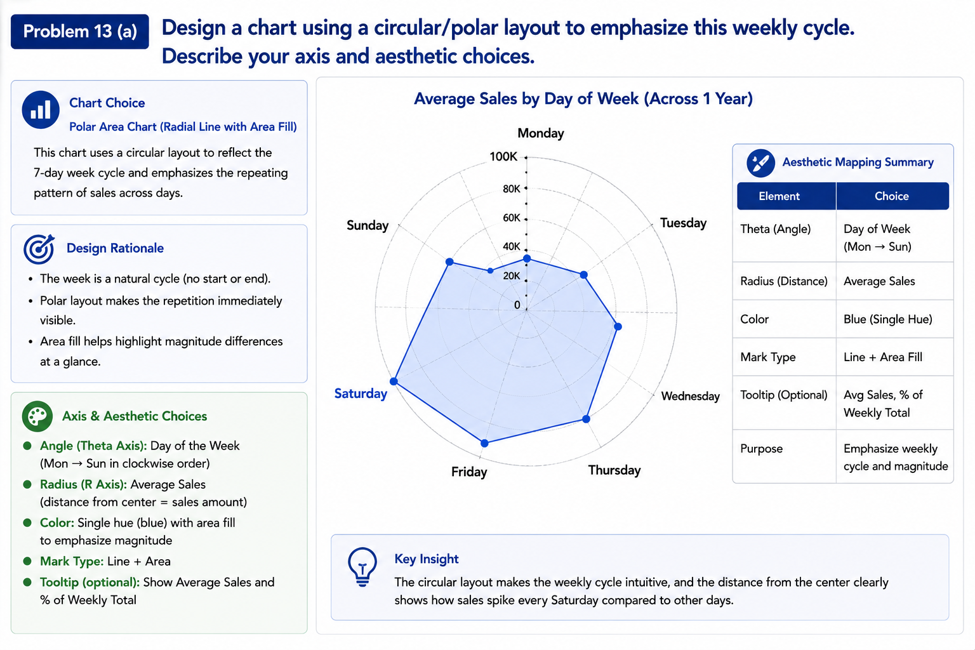 Problem 13 (a)
Design a chart using a circular/polar layout to emphasize this weekly cycle.
Describe your axis and aesthetic choices.
Chart Choice
Polar Area Chart (Radial Line with Area Fill)
This chart uses a circular layout to reflect the
7-day week cycle and emphasizes the repeating
pattern of sales across days.
Design Rationale
• The week is a natural cycle (no start or end).
• Polar layout makes the repetition immediately
visible.
• Area fill helps highlight magnitude differences
at a glance.
Axis & Aesthetic Choices
Angle (Theta Axis): Day of the Week
(Mon → Sun in clockwise order)
Radius (R Axis): Average Sales
(distance from center = sales amount)
Color: Single hue (blue) with area fill
to emphasize magnitude
Mark Type: Line + Area
Tooltip (optional): Show Average Sales and
% of Weekly Total
Average Sales by Day of Week (Across 1 Year)
Monday
100K
80K
60K
40K
20K
0
Sunday
Tuesday
Saturday
Wednesday
Friday
Thursday
Aesthetic Mapping Summary
Element Choice
Theta (Angle) Day of Week
(Mon → Sun)
Radius (Distance) Average Sales
Color Blue (Single Hue)
Mark Type Line + Area Fill
Tooltip (Optional) Avg Sales, % of
Weekly Total
Purpose Emphasize weekly
cycle and magnitude
Key Insight
The circular layout makes the weekly cycle intuitive, and the distance from the center clearly
shows how sales spike every Saturday compared to other days.